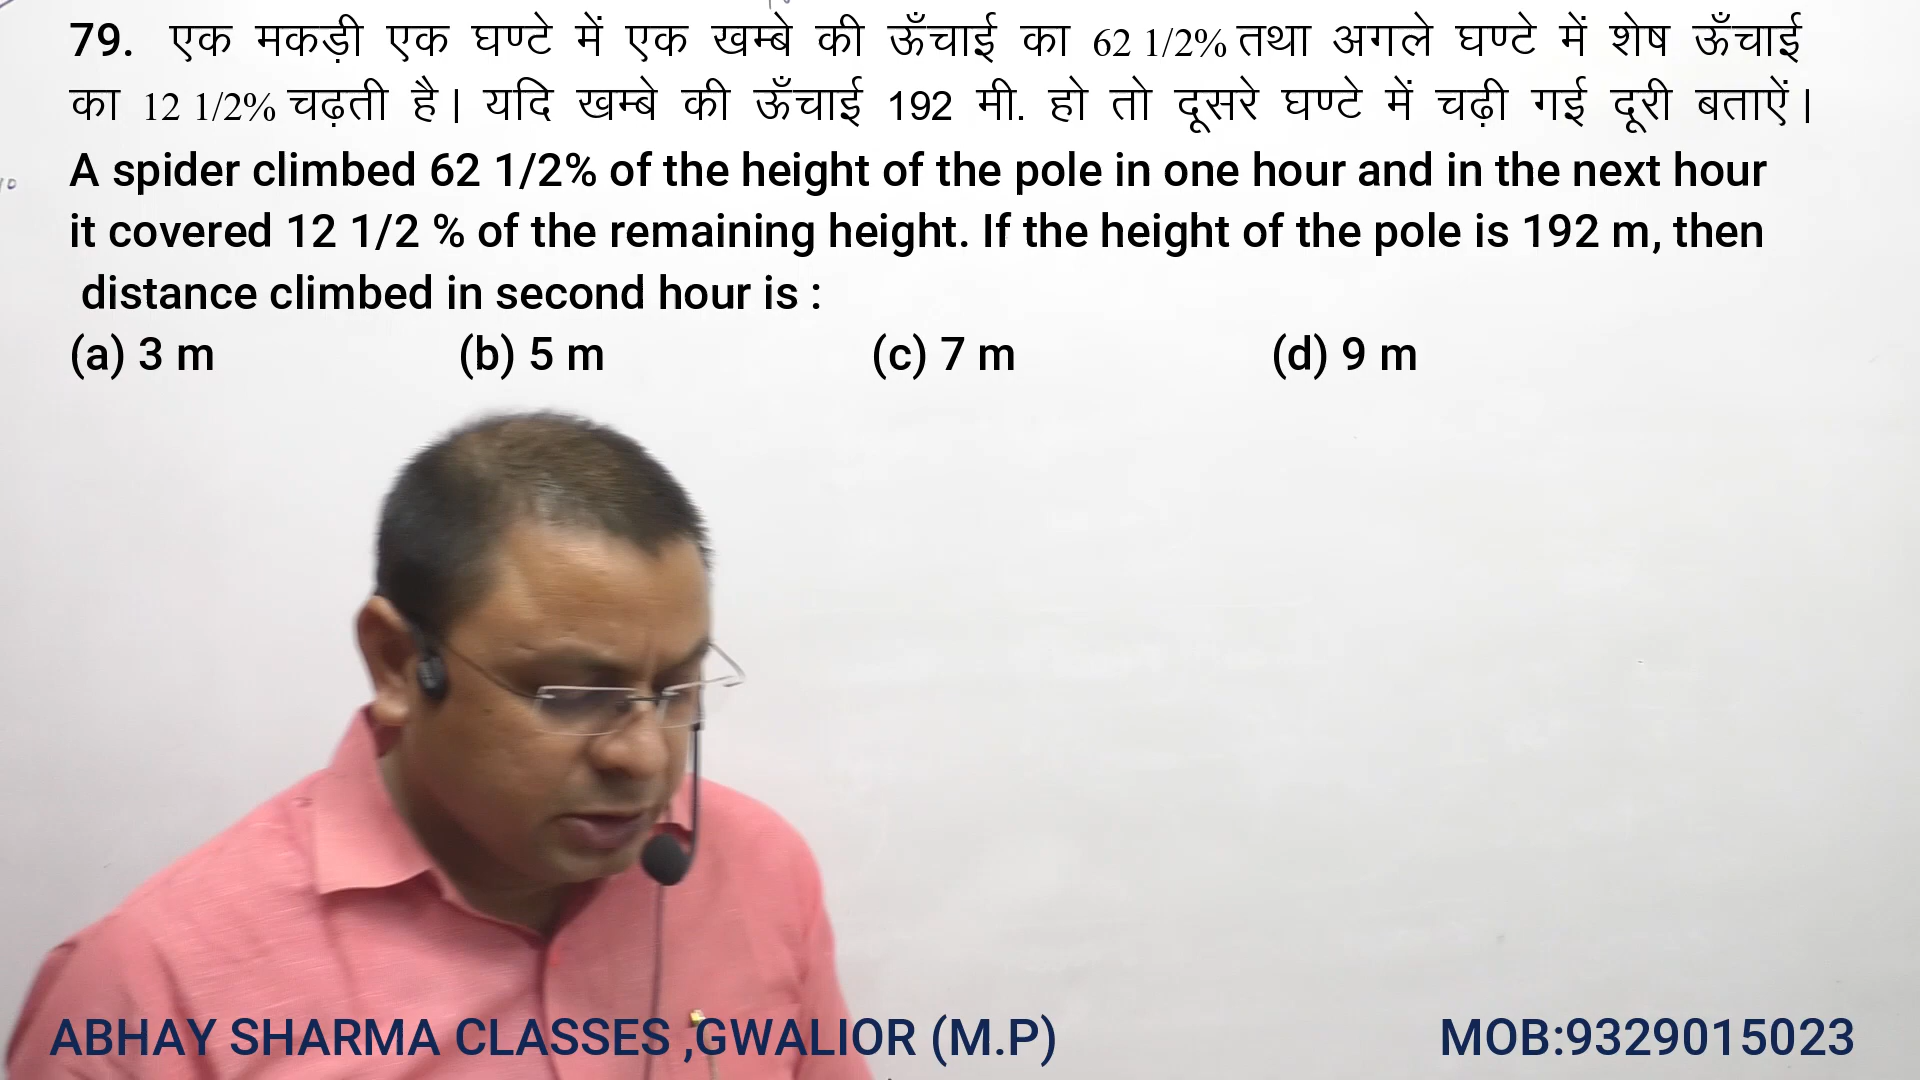 79. एक मकड़ी एक घण्टे में एक खम्बे की ऊँचाई का 62 1/2% तथा अगले घण्टे में शेष ऊँचाई
का 12 1/2% चढ़ती है। यदि खम्बे की ऊँचाई 192 मी. हो तो दूसरे घण्टे में चढ़ी गई दूरी बताऐं।
A spider climbed 62 1/2% of the height of the pole in one hour and in the next hour
it covered 12 1/2 % of the remaining height. If the height of the pole is 192 m, then
distance climbed in second hour is :
(a) 3 m (b) 5 m (c) 7 m (d) 9 m
ABHAY SHARMA CLASSES ,GWALIOR (M.P) MOB:9329015023